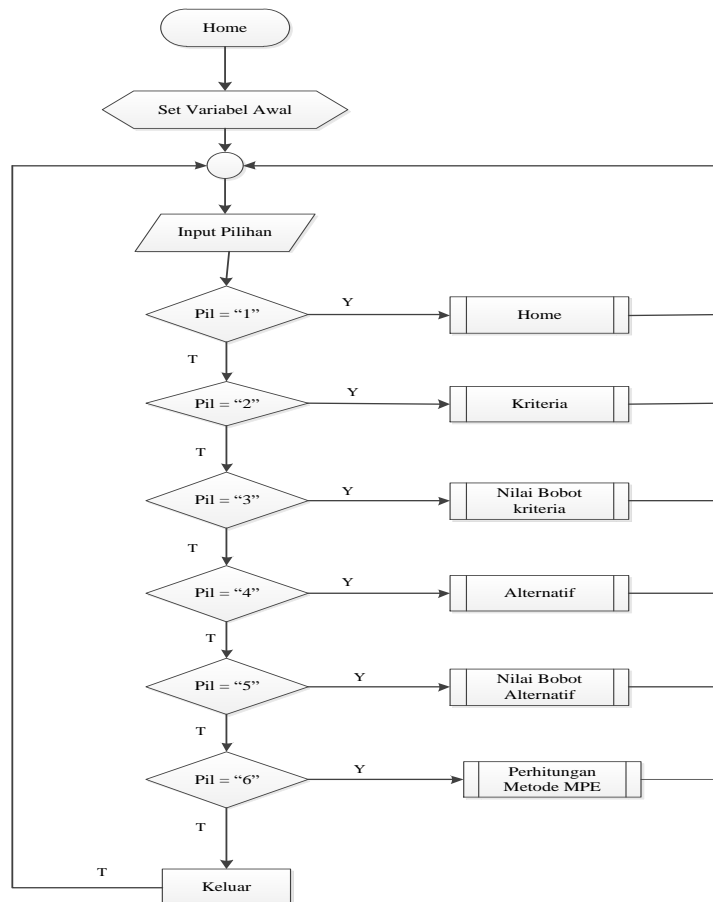 Home
Set Variabel Awal
Input Pilihan
Pil = “1”
Y
Home
T
Pil = “2”
Y
Kriteria
T
Pil = “3”
Y
Nilai Bobot
kriteria
T
Pil = “4”
Y
Alternatif
T
Pil = “5”
Y
Nilai Bobot
Alternatif
T
Pil = “6”
Y
Perhitungan
Metode MPE
T
T
Keluar